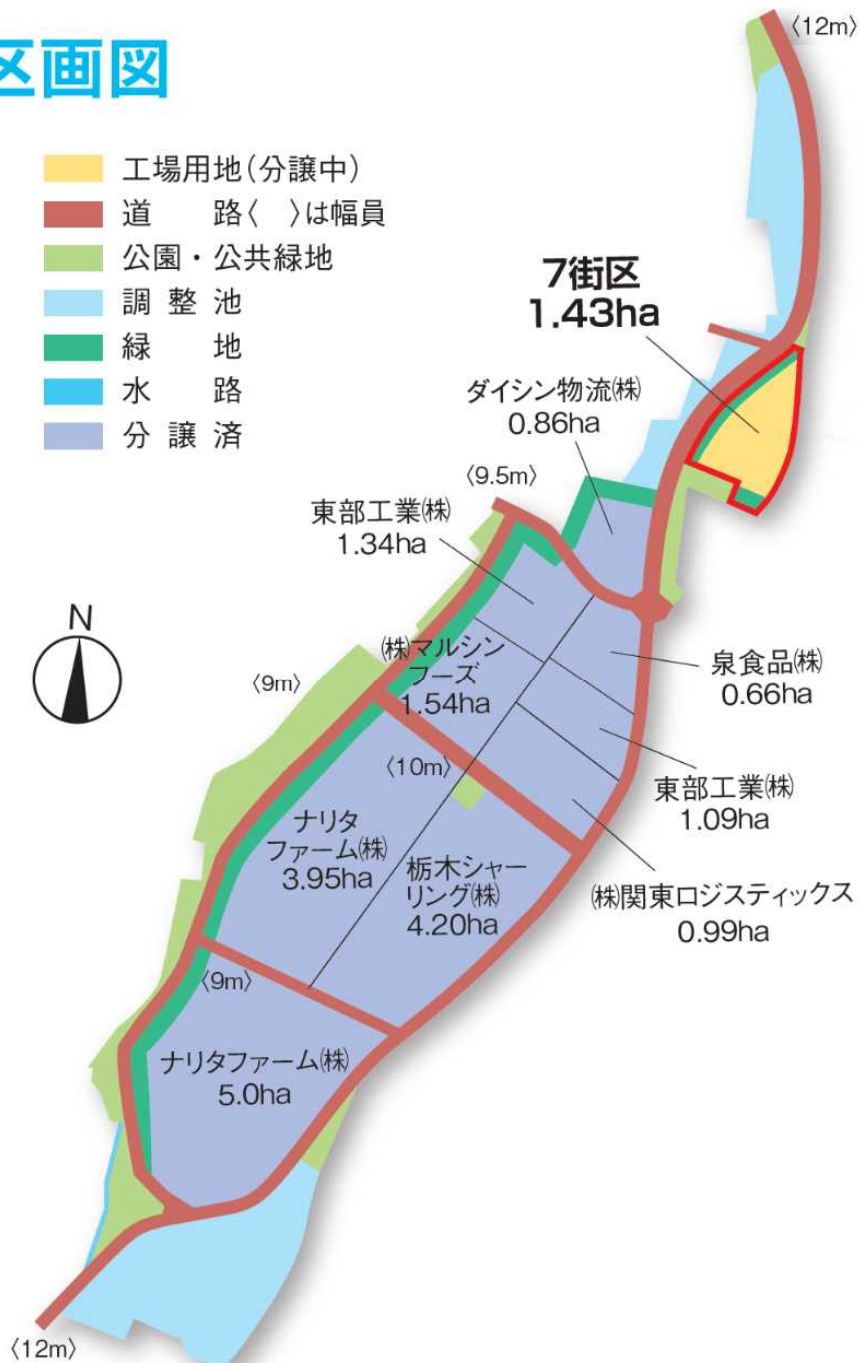 区画図
工場用地(分譲中)
道　　路〈　〉は幅員
公園・公共緑地
調 整 池
緑　　地
水　　路
分 譲 済
〈12m〉
7街区
1.43ha
ダイシン物流㈱
0.86ha
〈9.5m〉
東部工業㈱
1.34ha
N
㈱マルシン
フーズ
1.54ha
〈9m〉
泉食品㈱
0.66ha
〈10m〉
東部工業㈱
1.09ha
ナリタ
ファーム㈱
3.95ha
栃木シャー
リング㈱
4.20ha
㈱関東ロジスティックス
0.99ha
〈9m〉
ナリタファーム㈱
5.0ha
〈12m〉